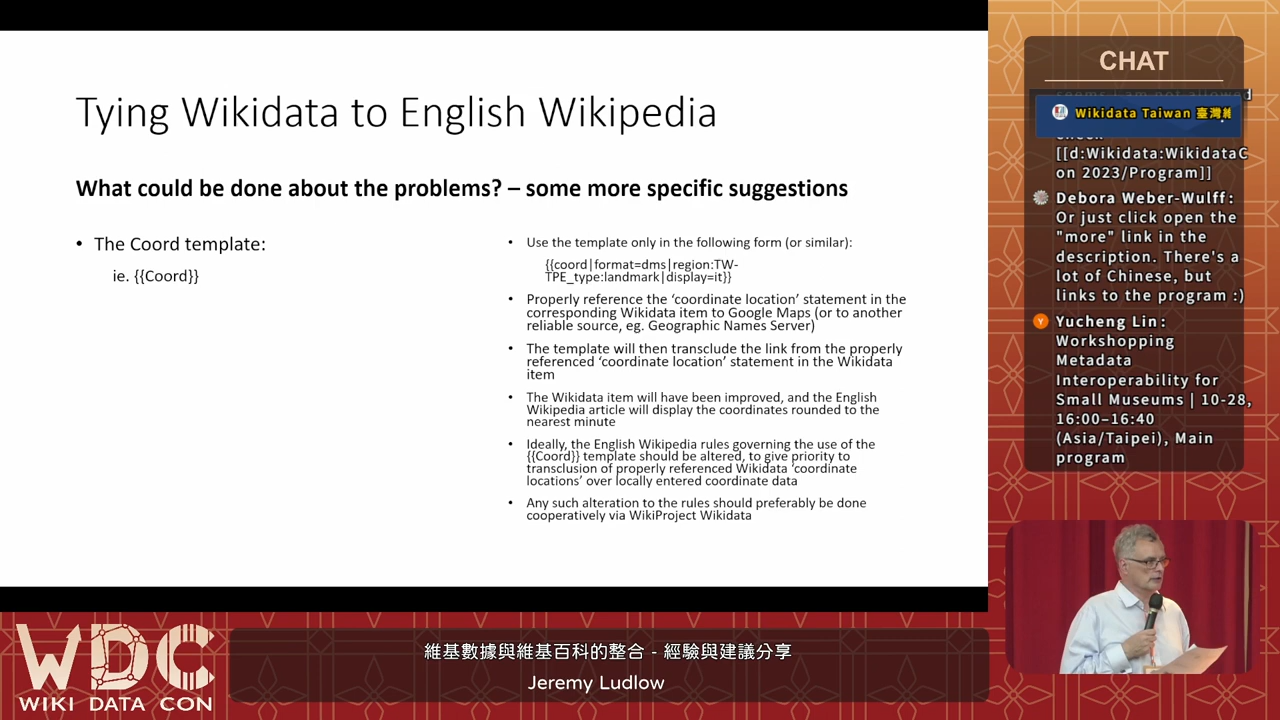 Tying Wikidata to English Wikipedia
What could be done about the problems? – some more specific suggestions
• The Coord template:
ie. {{Coord}}
• Use the template only in the following form (or similar):
{{coord|format=dms|region:TW-
TPE_type:landmark|display=it}}
• Properly reference the ‘coordinate location’ statement in the
corresponding Wikidata item to Google Maps (or to another
reliable source, eg. Geographic Names Server)
• The template will then transclude the link from the properly
referenced ‘coordinate location’ statement in the Wikidata
item
• The Wikidata item will have been improved, and the English
Wikipedia article will display the coordinates rounded to the
nearest minute
• Ideally, the English Wikipedia rules governing the use of the
{{Coord}} template should be altered, to give priority to
transclusion of properly referenced Wikidata ‘coordinate
locations’ over locally entered coordinate data
• Any such alteration to the rules should preferably be done
cooperatively via WikiProject Wikidata
CHAT
Wikidata Taiwan 臺灣維
check
[[d:Wikidata:WikidataC
on 2023/Program]]
Debora Weber-Wulff:
Or just click open the
"more" link in the
description. There's a
lot of Chinese, but
links to the program :)
Y Yucheng Lin:
Workshopping
Metadata
Interoperability for
Small Museums | 10-28,
16:00–16:40
(Asia/Taipei), Main
program
WDC
WIKI DATA CON
維基數據與維基百科的整合 - 經驗與建議分享
Jeremy Ludlow